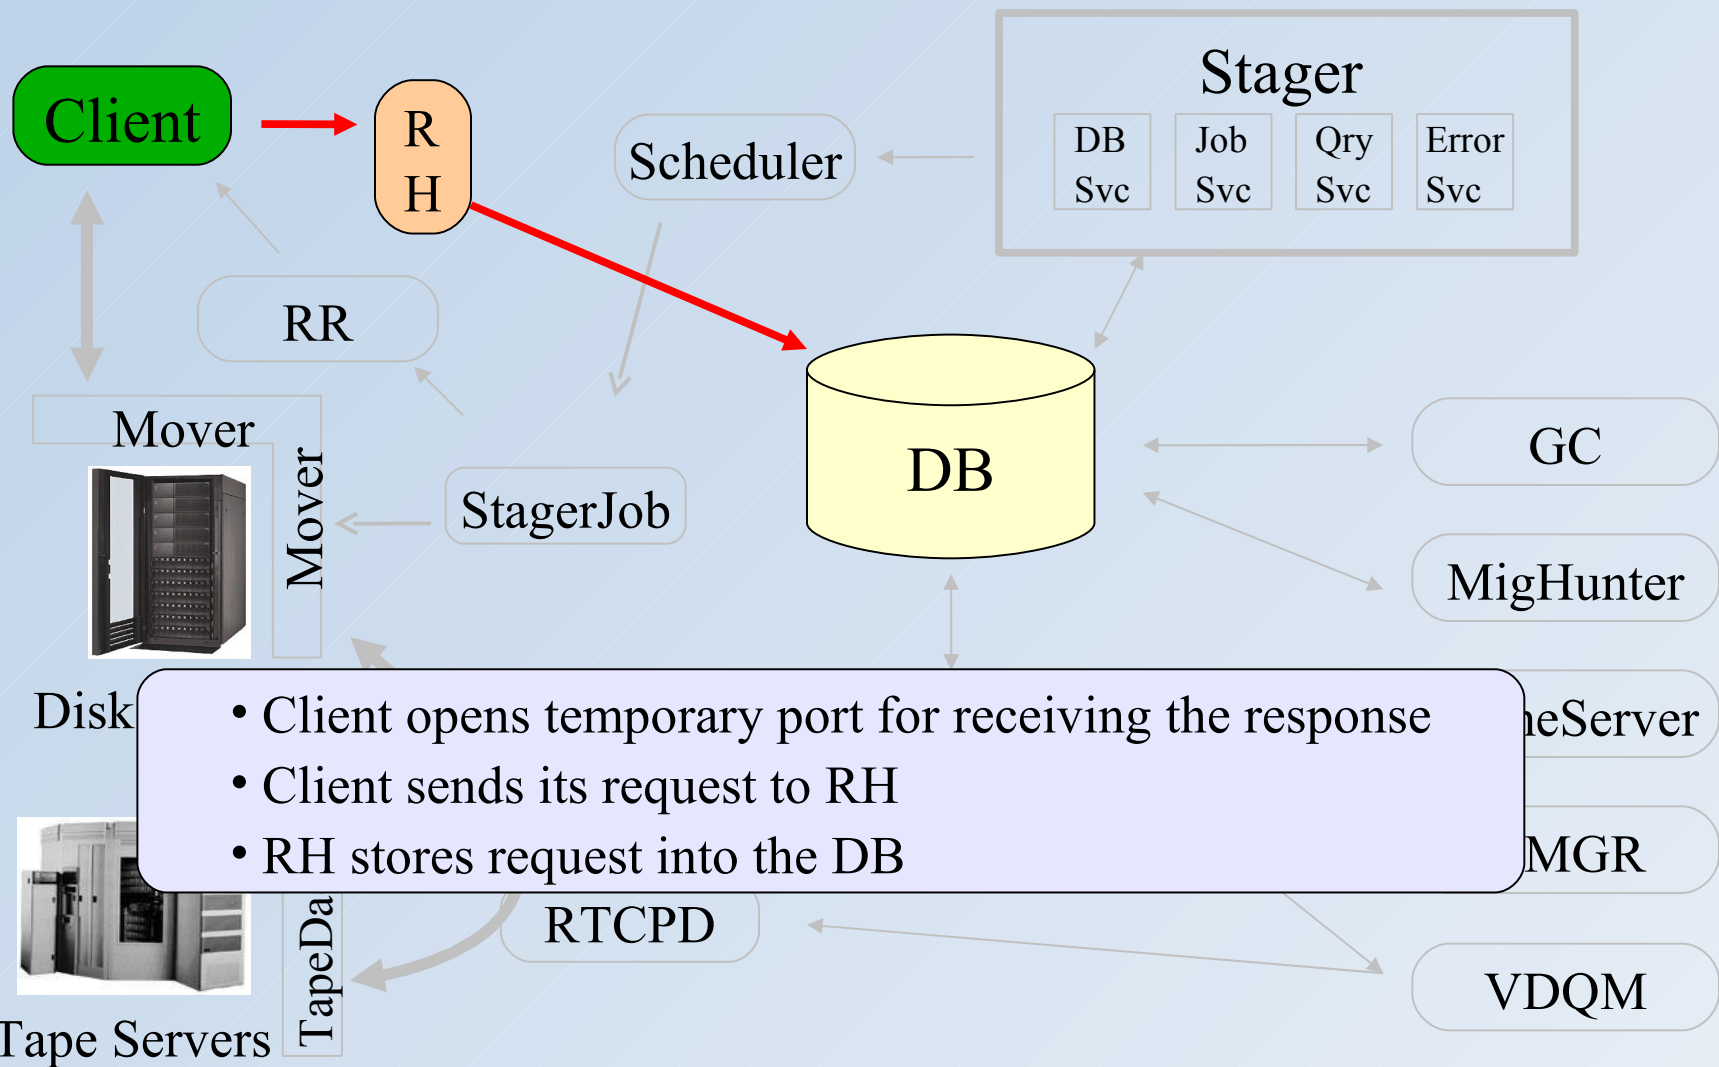 Stager
Client
R
H
Scheduler
DB
Svc
Job
Svc
Qry
Svc
Error
Svc
RR
Mover
Mover
StagerJob
DB
GC
MigHunter
Disk
• Client opens temporary port for receiving the response
• Client sends its request to RH
• RH stores request into the DB
neServer
MGR
RTCPD
TapeDa
VDQM
Tape Servers